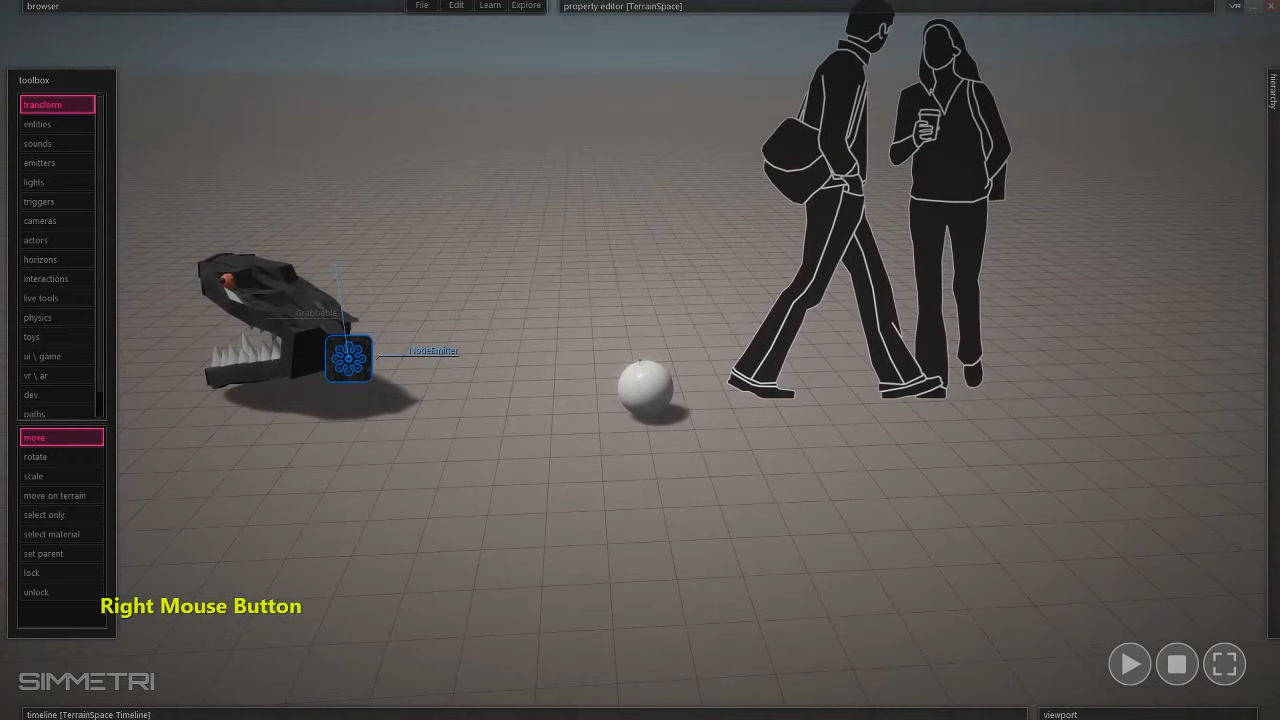 browser
File
Edit
Learn
Explore
property editor [TerrainSpace]
VR
hierarchy
toolbox
transform
entities
sounds
emitters
lights
triggers
cameras
actors
horizons
interactions
live tools
physics
toys
ui \ game
vr \ ar
dev
paths
move
rotate
scale
move on terrain
select only
select material
set parent
lock
unlock
Grabbable
NodeEmitter
Right Mouse Button
SIMMETRI
timeline [TerrainSpace Timeline]
viewport